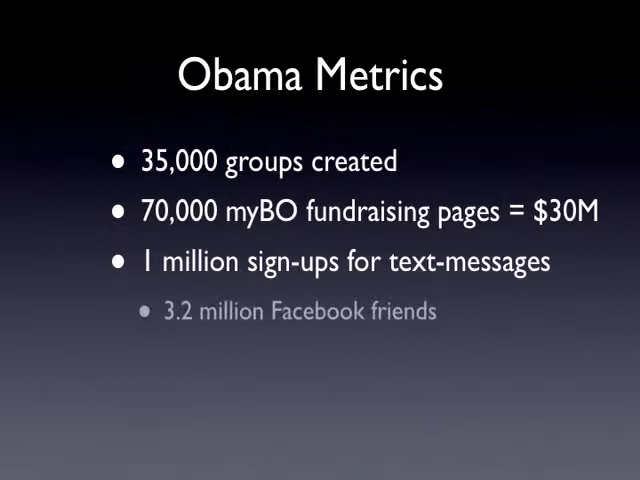 Obama Metrics
• 35,000 groups created
• 70,000 myBO fundraising pages = $30M
• 1 million sign-ups for text-messages
• 3.2 million Facebook friends